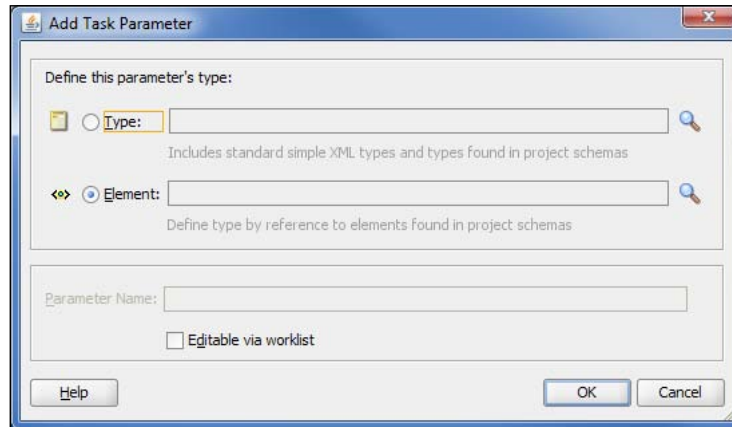 Add Task Parameter
Define this parameter's type:
Type:
Includes standard simple XML types and types found in project schemas
Element:
Define type by reference to elements found in project schemas
Parameter Name:
Editable via worklist
Help
OK
Cancel